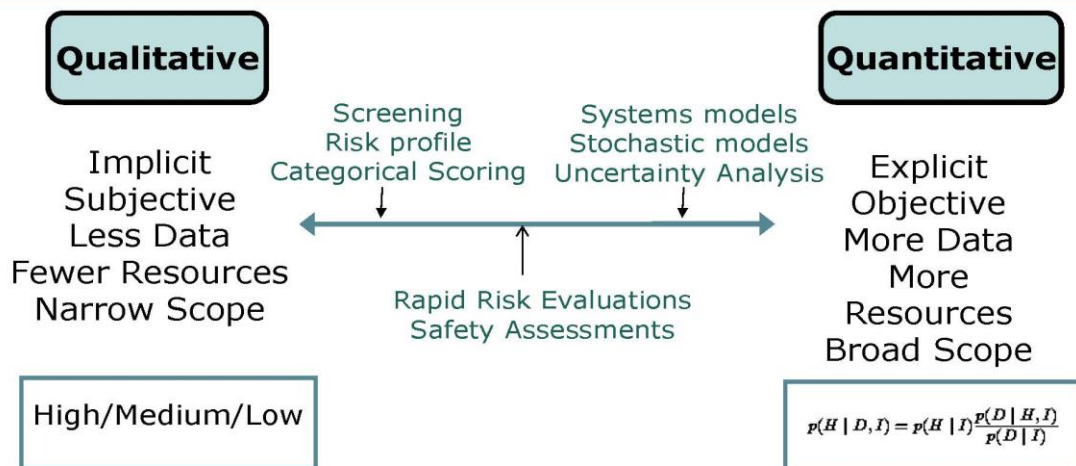 Qualitative
Quantitative
Screening
Risk profile
Categorical Scoring
Systems models
Stochastic models
Uncertainty Analysis
Implicit
Subjective
Less Data
Fewer Resources
Narrow Scope
Explicit
Objective
More Data
More
Resources
Broad Scope
Rapid Risk Evaluations
Safety Assessments
High/Medium/Low
p(H | D, I) = p(H | I) p(D | H, I) / p(D | I)